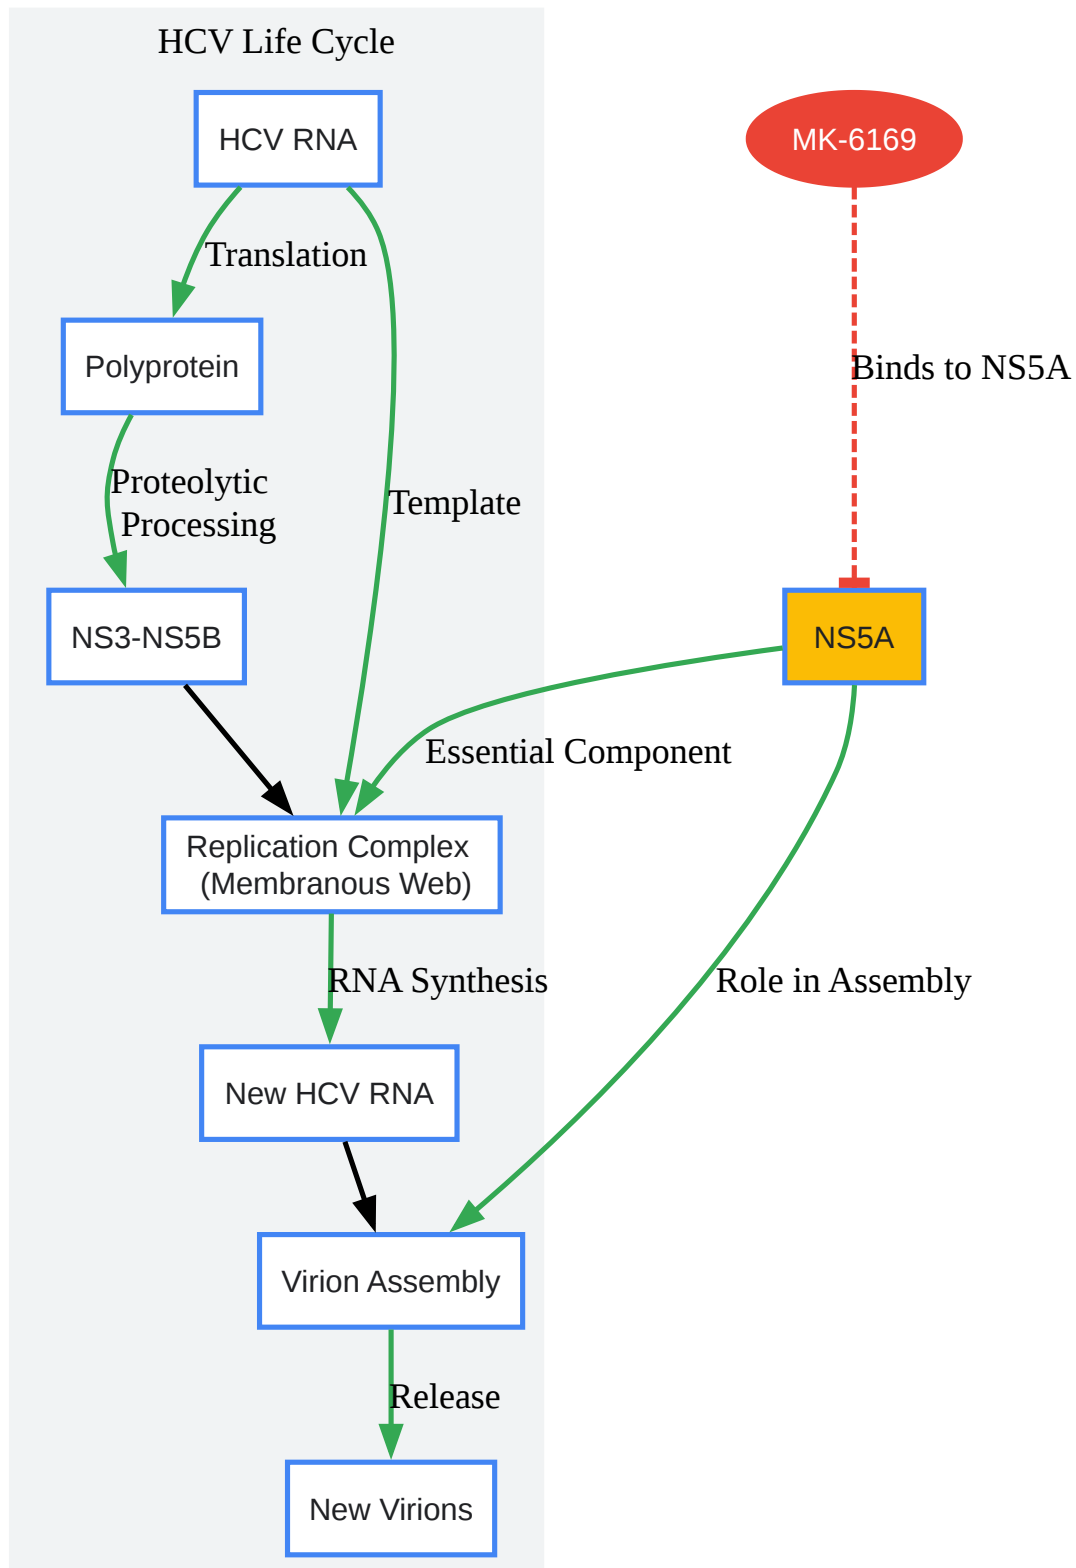 HCV Life Cycle
HCV RNA
MK-6169
Translation
Polyprotein
Binds to NS5A
Proteolytic
Processing
Template
NS3-NS5B
NS5A
Essential Component
Replication Complex
(Membranous Web)
RNA Synthesis
Role in Assembly
New HCV RNA
Virion Assembly
Release
New Virions